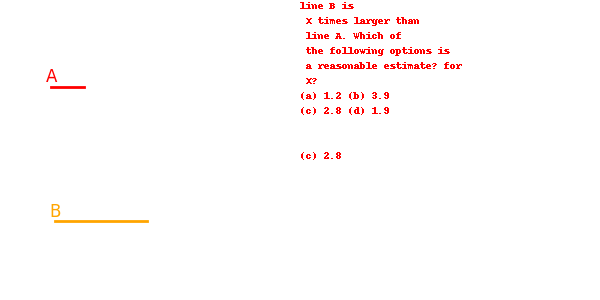 line B is
X times larger than
line A. Which of
the following options is
a reasonable estimate? for
X?
(a) 1.2 (b) 3.9
(c) 2.8 (d) 1.9
(c) 2.8
A
B